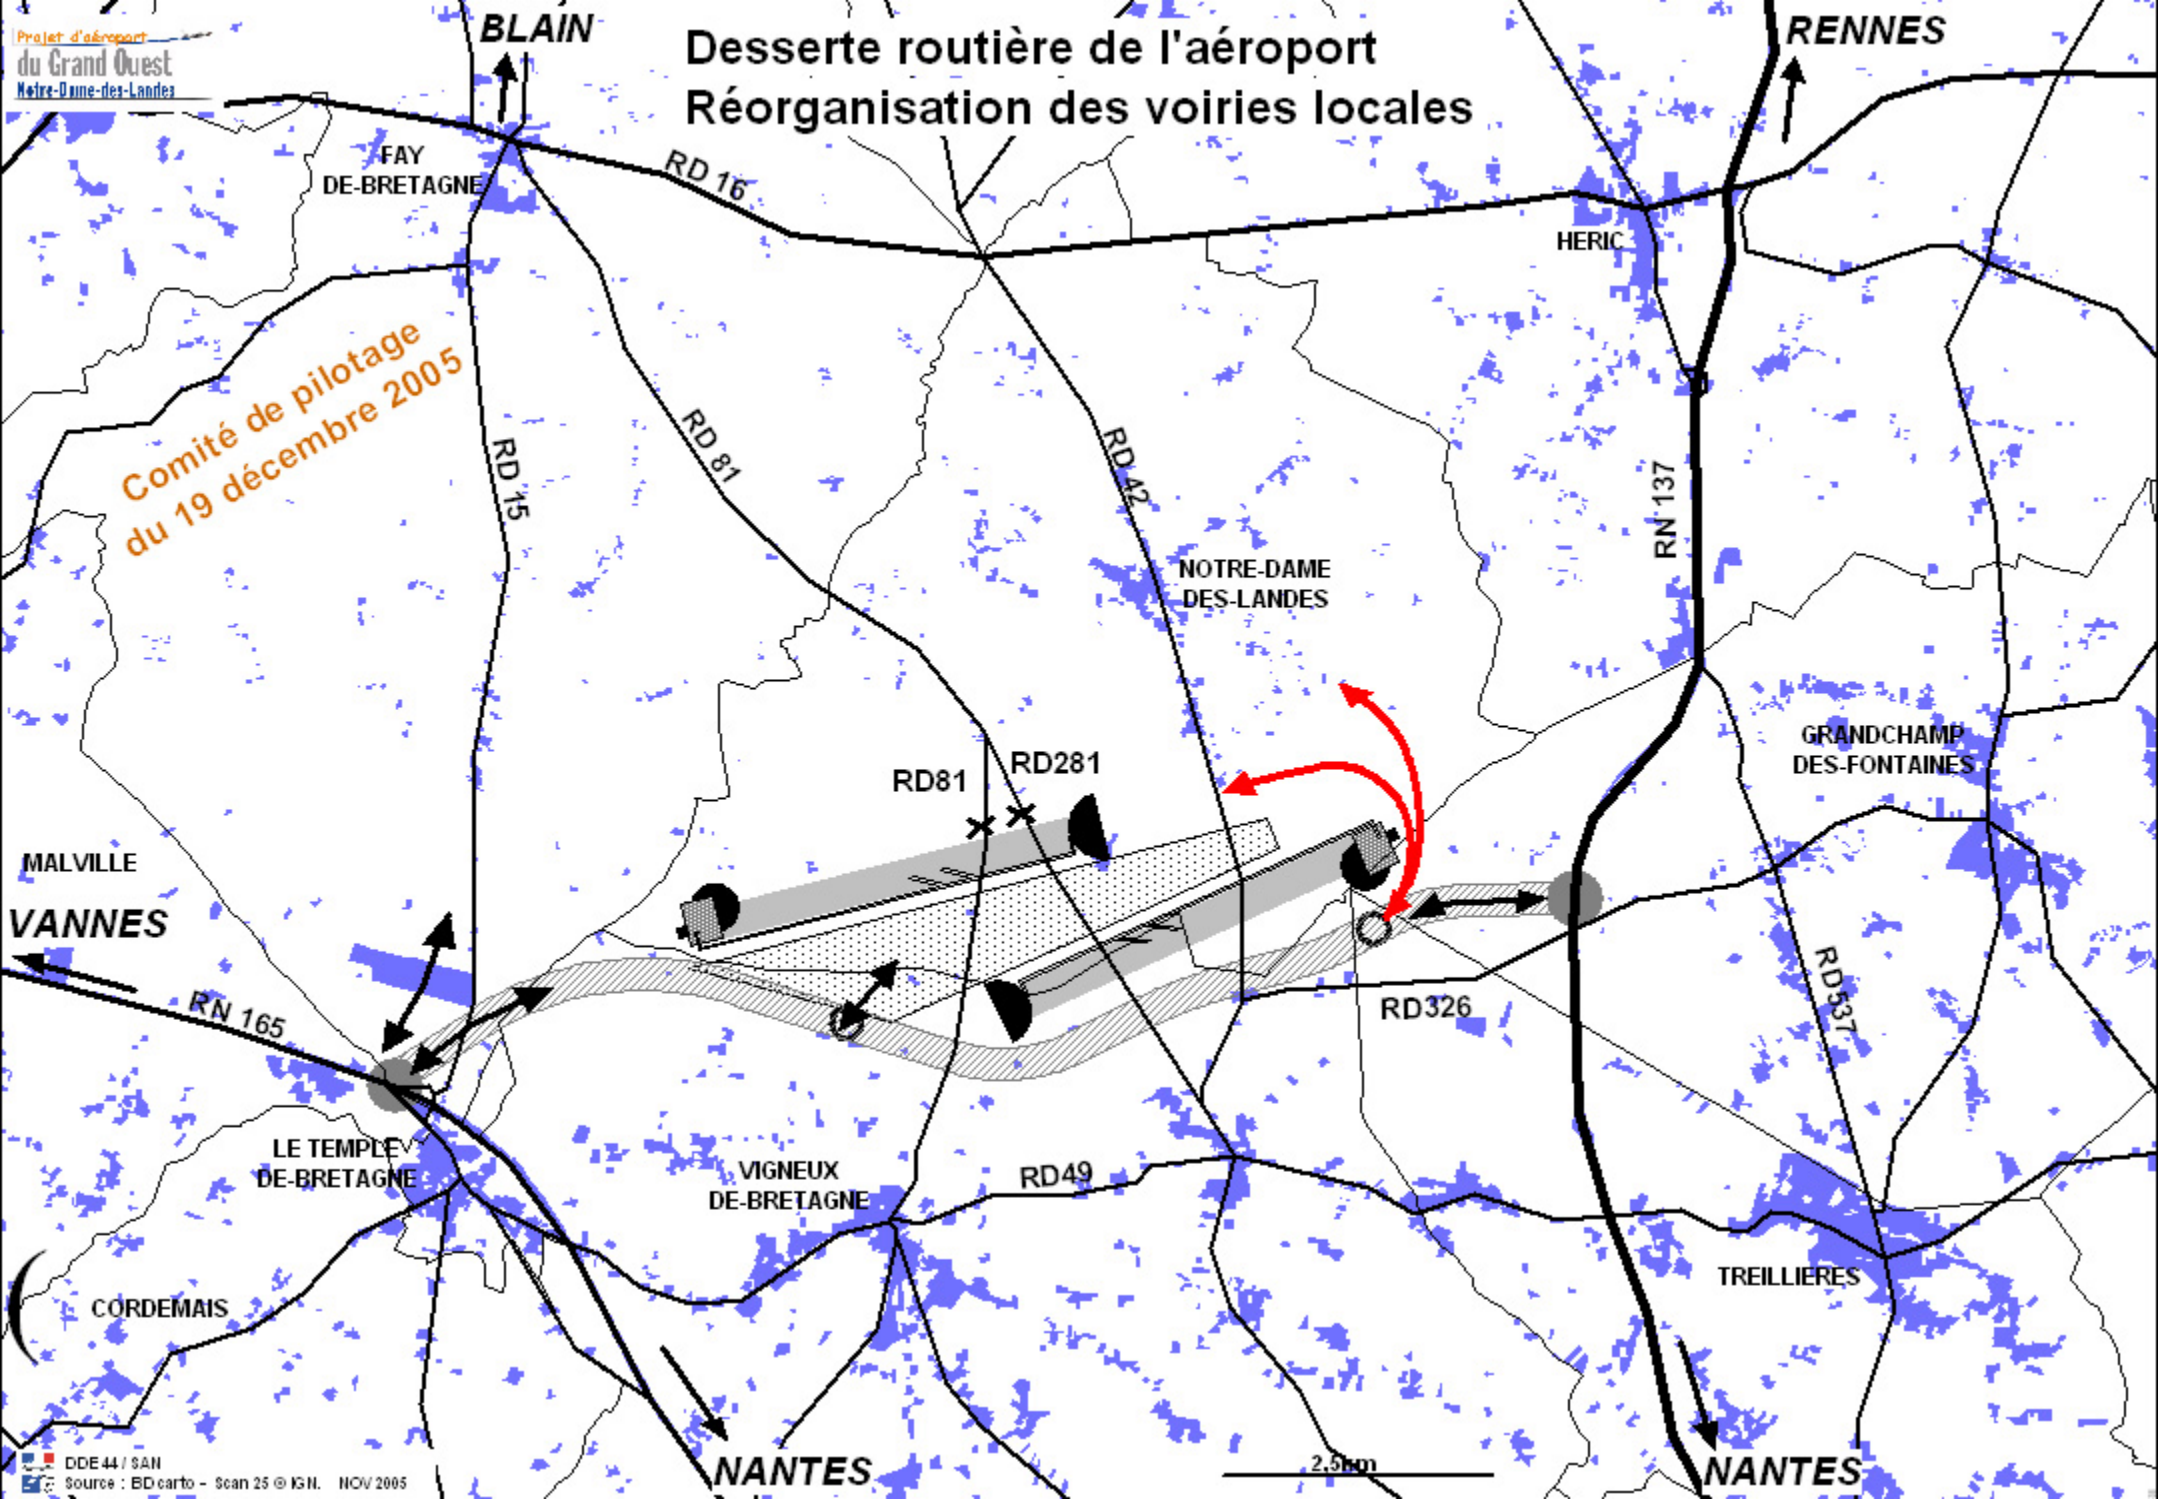 Projet d'aéroport
du Grand Ouest
Notre-Dame-des-Landes
BLAIN
Desserte routière de l'aéroport
Réorganisation des voiries locales
RENNES
FAY
DE-BRETAGNE
RD 16
HERIC
Comité de pilotage
du 19 décembre 2005
RD 15
RD 81
RD 42
RN 137
NOTRE-DAME
DES-LANDES
GRANDCHAMP
DES-FONTAINES
RD81
RD281
MALVILLE
VANNES
RN 165
RD326
RD537
LE TEMPLE
DE-BRETAGNE
VIGNEUX
DE-BRETAGNE
RD49
TREILLIERES
CORDEMAIS
NANTES
2,5km
NANTES
DDE 44 / SAN
Source : BDcarto - Scan 25 © IGN. NOV 2005